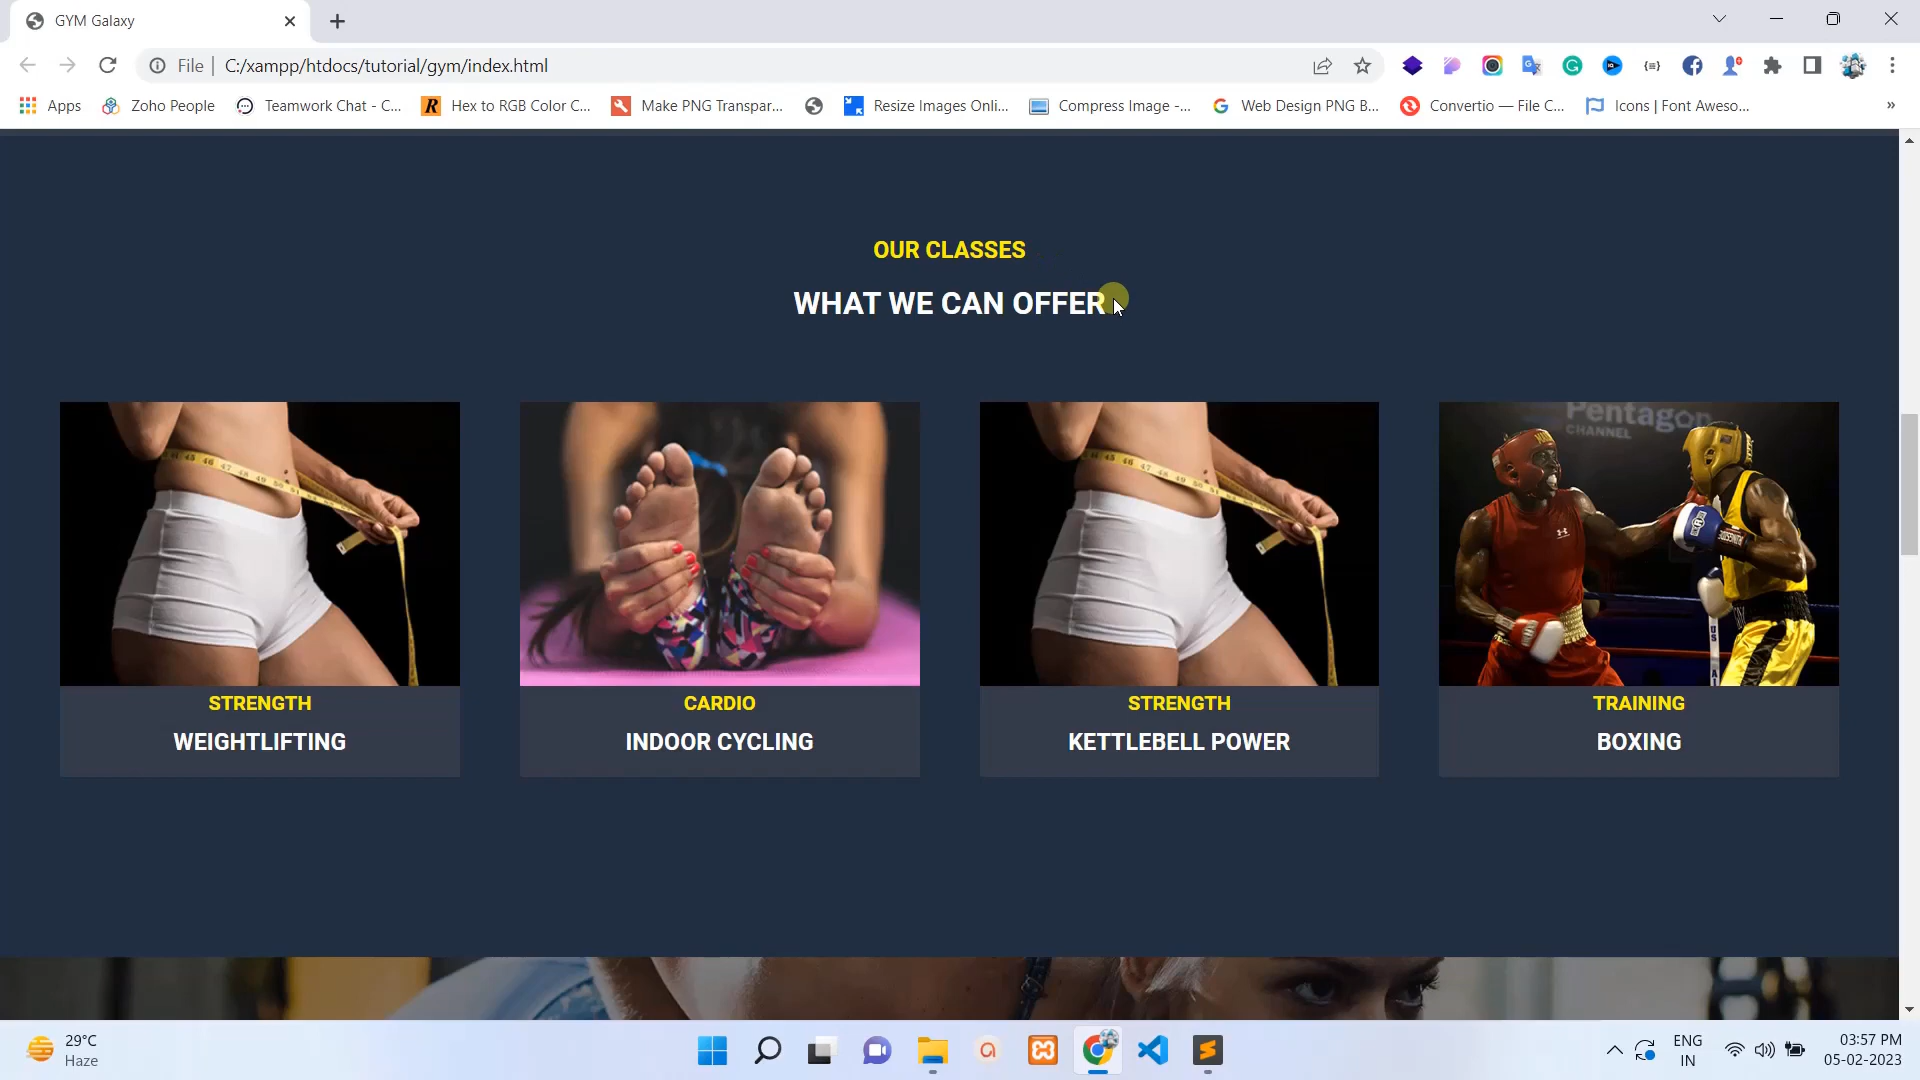 GYM Galaxy
File
C:/xampp/htdocs/tutorial/gym/index.html
Apps
Zoho People
Teamwork Chat - C...
Hex to RGB Color C...
Make PNG Transpar...
Resize Images Onli...
Compress Image -...
Web Design PNG B...
Convertio — File C...
Icons | Font Aweso...
»
OUR CLASSES
WHAT WE CAN OFFER
Pentagon
CHANNEL
STRENGTH
WEIGHTLIFTING
CARDIO
INDOOR CYCLING
STRENGTH
KETTLEBELL POWER
TRAINING
BOXING
29°C
Haze
ENG
IN
03:57 PM
05-02-2023